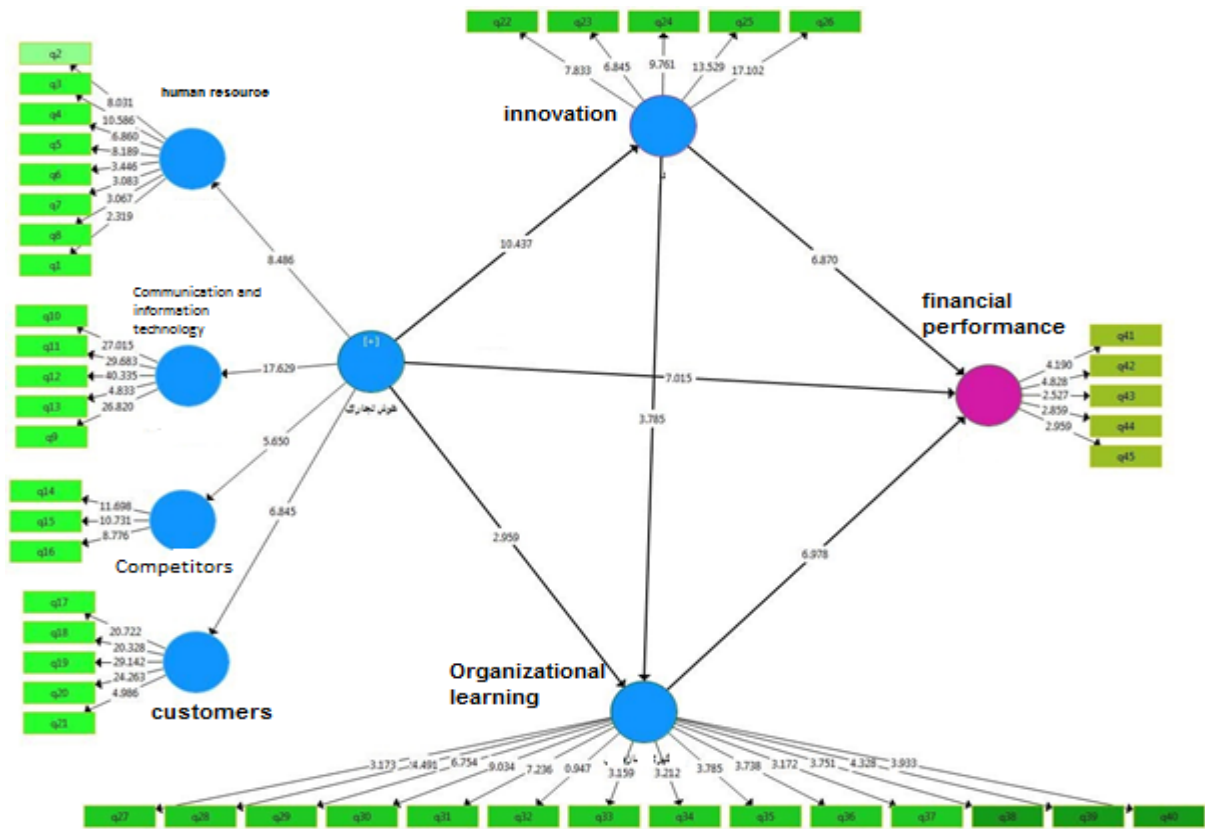 q22
q23
q24
q25
q26
7.833
6.845
9.761
13.529
17.102
innovation
q2
q3
q4
q5
q6
q7
q8
q1
8.031
10.586
6.860
8.189
3.446
3.083
3.067
2.319
human resource
8.486
10.437
6.870
Communication and
information
technology
q10
q11
q12
q13
q9
27.015
29.683
40.335
4.833
26.820
17.629
[+]
هوش تجاري
7.015
3.785
financial
performance
q41
q42
q43
q44
q45
4.190
4.828
2.527
2.859
2.959
5.650
6.845
2.959
6.978
q14
q15
q16
11.698
10.731
8.776
Competitors
q17
q18
q19
q20
q21
20.722
20.328
29.142
24.263
4.986
customers
Organizational
learning
3.173
4.491
6.754
9.034
7.236
0.947
3.159
3.212
3.785
3.738
3.172
3.751
4.328
3.933
q27
q28
q29
q30
q31
q32
q33
q34
q35
q36
q37
q38
q39
q40